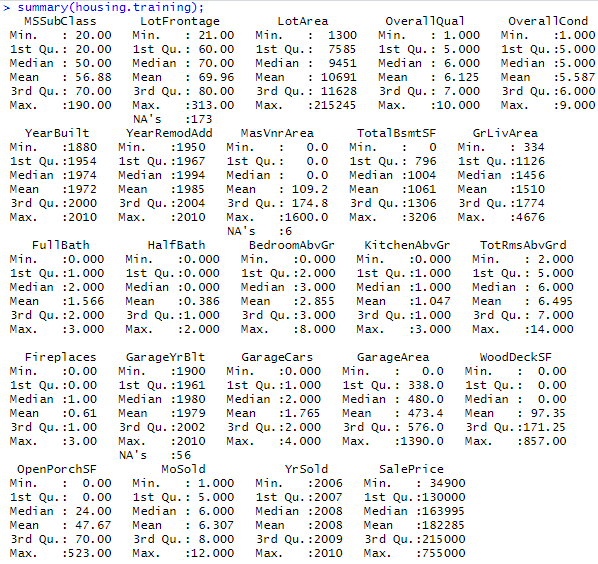 > summary(housing.training);
MSSubClass LotFrontage LotArea OverallQual OverallCond
Min. : 20.00 Min. : 21.00 Min. : 1300 Min. : 1.000 Min. :1.000
1st Qu.: 20.00 1st Qu.: 60.00 1st Qu.: 7585 1st Qu.: 5.000 1st Qu.:5.000
Median : 50.00 Median : 70.00 Median : 9451 Median : 6.000 Median :5.000
Mean : 56.88 Mean : 69.96 Mean : 10691 Mean : 6.125 Mean :5.587
3rd Qu.: 70.00 3rd Qu.: 80.00 3rd Qu.: 11628 3rd Qu.: 7.000 3rd Qu.:6.000
Max. :190.00 Max. :313.00 Max. :215245 Max. :10.000 Max. :9.000
NA's :173
YearBuilt YearRemodAdd MasVnrArea TotalBsmtSF GrLivArea
Min. :1880 Min. :1950 Min. : 0.0 Min. : 0 Min. : 334
1st Qu.:1954 1st Qu.:1967 1st Qu.: 0.0 1st Qu.: 796 1st Qu.:1126
Median :1974 Median :1994 Median : 0.0 Median :1004 Median :1456
Mean :1972 Mean :1985 Mean : 109.2 Mean :1061 Mean :1510
3rd Qu.:2000 3rd Qu.:2004 3rd Qu.: 174.8 3rd Qu.:1306 3rd Qu.:1774
Max. :2010 Max. :2010 Max. :1600.0 Max. :3206 Max. :4676
NA's :6
FullBath HalfBath BedroomAbvGr KitchenAbvGr TotRmsAbvGrd
Min. :0.000 Min. :0.000 Min. :0.000 Min. :0.000 Min. : 2.000
1st Qu.:1.000 1st Qu.:0.000 1st Qu.:2.000 1st Qu.:1.000 1st Qu.: 5.000
Median :2.000 Median :0.000 Median :3.000 Median :1.000 Median : 6.000
Mean :1.566 Mean :0.386 Mean :2.855 Mean :1.047 Mean : 6.495
3rd Qu.:2.000 3rd Qu.:1.000 3rd Qu.:3.000 3rd Qu.:1.000 3rd Qu.: 7.000
Max. :3.000 Max. :2.000 Max. :8.000 Max. :3.000 Max. :14.000
Fireplaces GarageYrBlt GarageCars GarageArea WoodDeckSF
Min. :0.00 Min. :1900 Min. :0.000 Min. : 0.0 Min. : 0.00
1st Qu.:0.00 1st Qu.:1961 1st Qu.:1.000 1st Qu.: 338.0 1st Qu.: 0.00
Median :1.00 Median :1980 Median :2.000 Median : 480.0 Median : 0.00
Mean :0.61 Mean :1979 Mean :1.765 Mean : 473.4 Mean : 97.35
3rd Qu.:1.00 3rd Qu.:2002 3rd Qu.:2.000 3rd Qu.: 576.0 3rd Qu.:171.25
Max. :3.00 Max. :2010 Max. :4.000 Max. :1390.0 Max. :857.00
NA's :56
OpenPorchSF MoSold YrSold SalePrice
Min. : 0.00 Min. : 1.000 Min. :2006 Min. : 34900
1st Qu.: 0.00 1st Qu.: 5.000 1st Qu.:2007 1st Qu.:130000
Median : 24.00 Median : 6.000 Median :2008 Median :163995
Mean : 47.67 Mean : 6.307 Mean :2008 Mean :182285
3rd Qu.: 70.00 3rd Qu.: 8.000 3rd Qu.:2009 3rd Qu.:215000
Max. :523.00 Max. :12.000 Max. :2010 Max. :755000